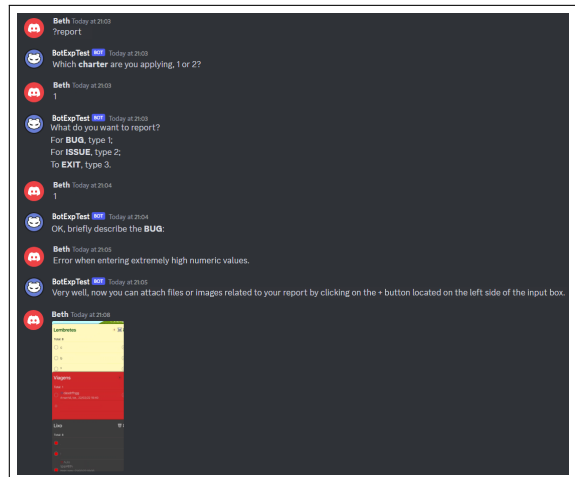 Beth Today at 21:03
?report
BotExpTest BOT Today at 21:03
Which charter are you applying, 1 or 2?
Beth Today at 21:03
1
BotExpTest BOT Today at 21:03
What do you want to report?
For BUG, type 1;
For ISSUE, type 2;
To EXIT, type 3.
Beth Today at 21:04
1
BotExpTest BOT Today at 21:04
OK, briefly describe the BUG:
Beth Today at 21:05
Error when entering extremely high numeric values.
BotExpTest BOT Today at 21:05
Very well, now you can attach files or images related to your report by clicking on the + button located on the left side of the input box.
Beth Today at 21:08
Lembretes
Viagens
Lixo